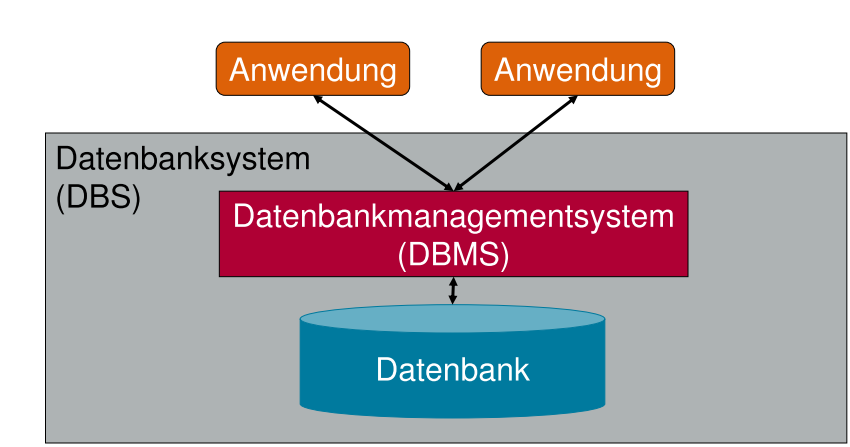 Anwendung
Anwendung
Datenbanksystem
(DBS)
Datenbankmanagementsystem
(DBMS)
Datenbank